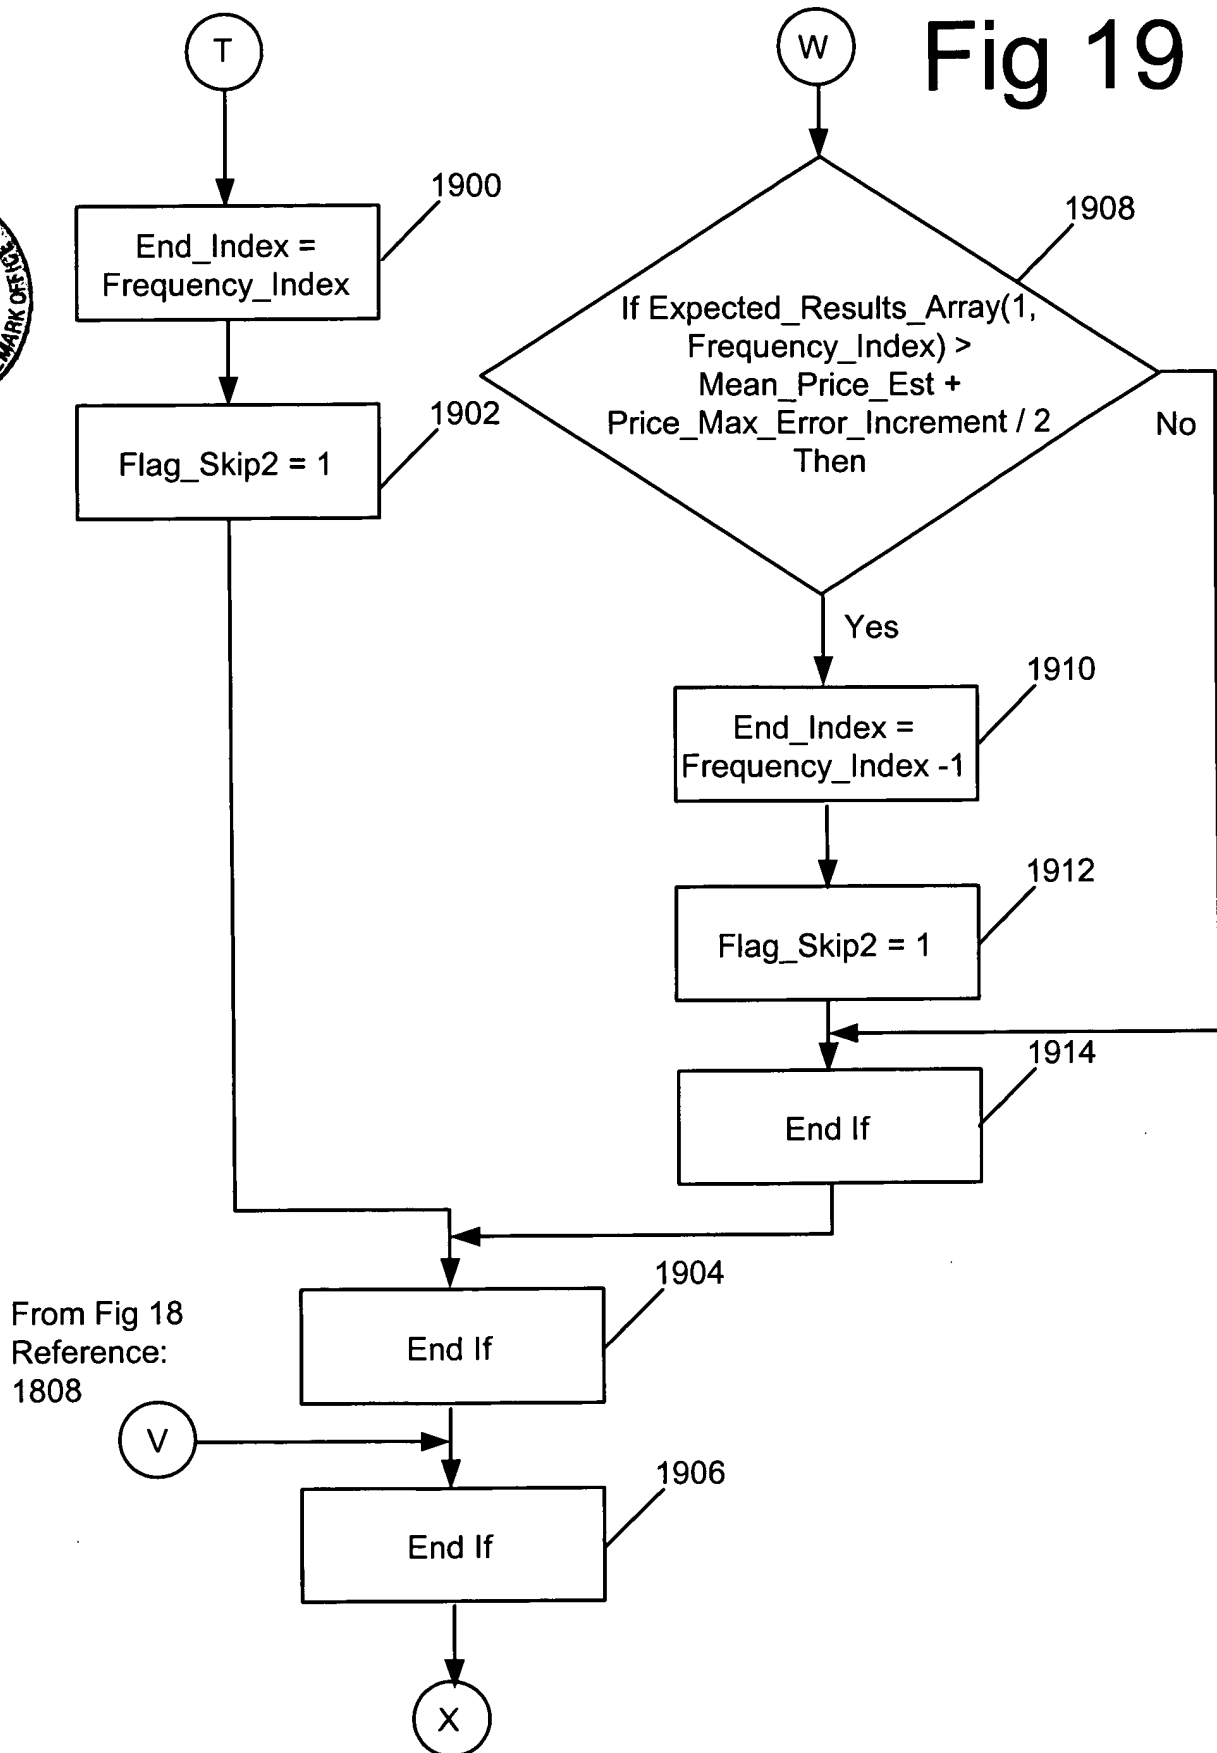 Fig 19
T
W
1900
End_Index =
Frequency_Index
1902
Flag_Skip2 = 1
1908
If Expected_Results_Array(1,
Frequency_Index) >
Mean_Price_Est +
Price_Max_Error_Increment / 2
Then
No
Yes
1910
End_Index =
Frequency_Index -1
1912
Flag_Skip2 = 1
1914
End If
1904
End If
From Fig 18
Reference:
1808
V
1906
End If
X
MARK OFFICE